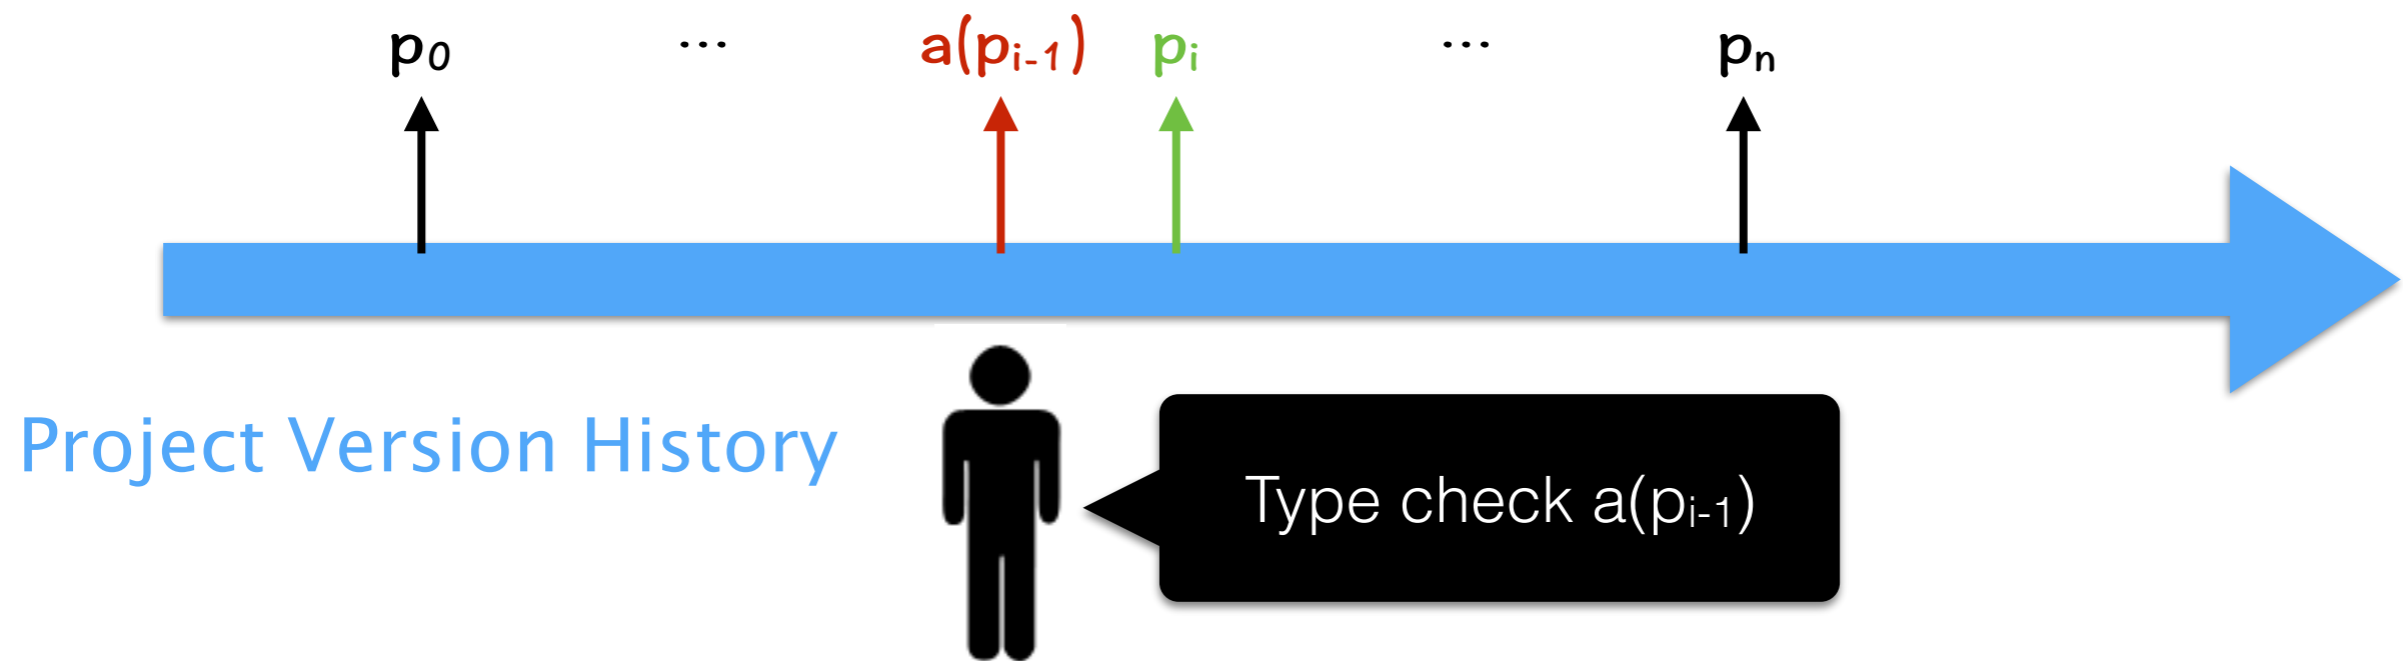 p₀ ... a(pᵢ₋₁) pᵢ ... pₙ
Project Version History
Type check a(pᵢ₋₁)